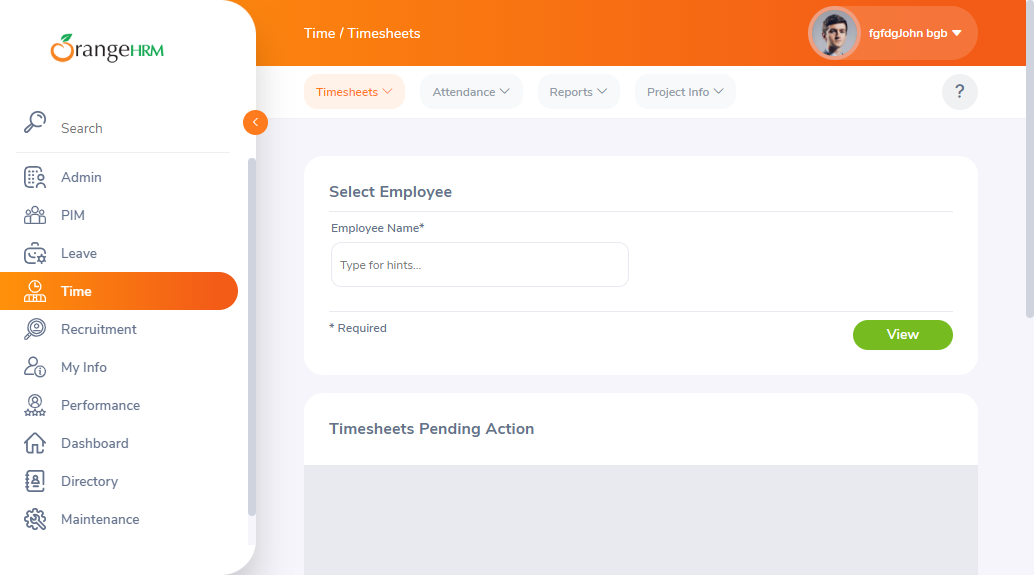 OrangeHRM
Search
Admin
PIM
Leave
Time
Recruitment
My Info
Performance
Dashboard
Directory
Maintenance
Time / Timesheets
fgfdgJohn bgb
Timesheets
Attendance
Reports
Project Info
?
Select Employee
Employee Name*
Type for hints...
* Required
View
Timesheets Pending Action